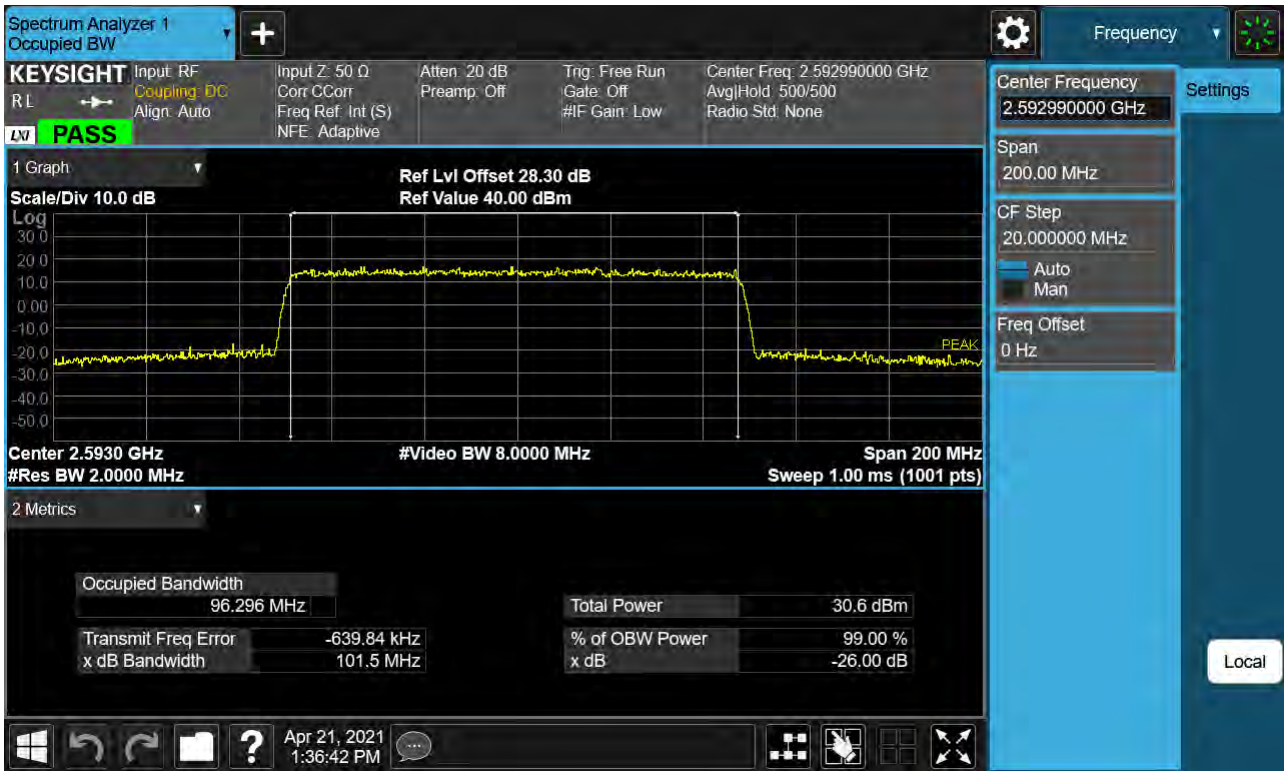 Spectrum Analyzer 1
Occupied BW
+
Frequency
KEYSIGHT
RL
LXI
PASS
Input: RF
Coupling: DC
Align: Auto
Input Z: 50 Ω
Corr CCorr
Freq Ref: Int (S)
NFE: Adaptive
Atten: 20 dB
Preamp: Off
Trig: Free Run
Gate: Off
#IF Gain: Low
Center Freq: 2.592990000 GHz
Avg|Hold: 500/500
Radio Std: None
Center Frequency
2.592990000 GHz
Settings
Span
200.00 MHz
CF Step
20.000000 MHz
Auto
Man
Freq Offset
0 Hz
1 Graph
Scale/Div 10.0 dB
Ref Lvl Offset 28.30 dB
Ref Value 40.00 dBm
Log
30.0
20.0
10.0
0.00
-10.0
-20.0
-30.0
-40.0
-50.0
PEAK
Center 2.5930 GHz
#Video BW 8.0000 MHz
Span 200 MHz
#Res BW 2.0000 MHz
Sweep 1.00 ms (1001 pts)
2 Metrics
Occupied Bandwidth
96.296 MHz
Total Power 30.6 dBm
Transmit Freq Error -639.84 kHz
% of OBW Power 99.00 %
x dB Bandwidth 101.5 MHz
x dB -26.00 dB
Local
?
Apr 21, 2021
1:36:42 PM